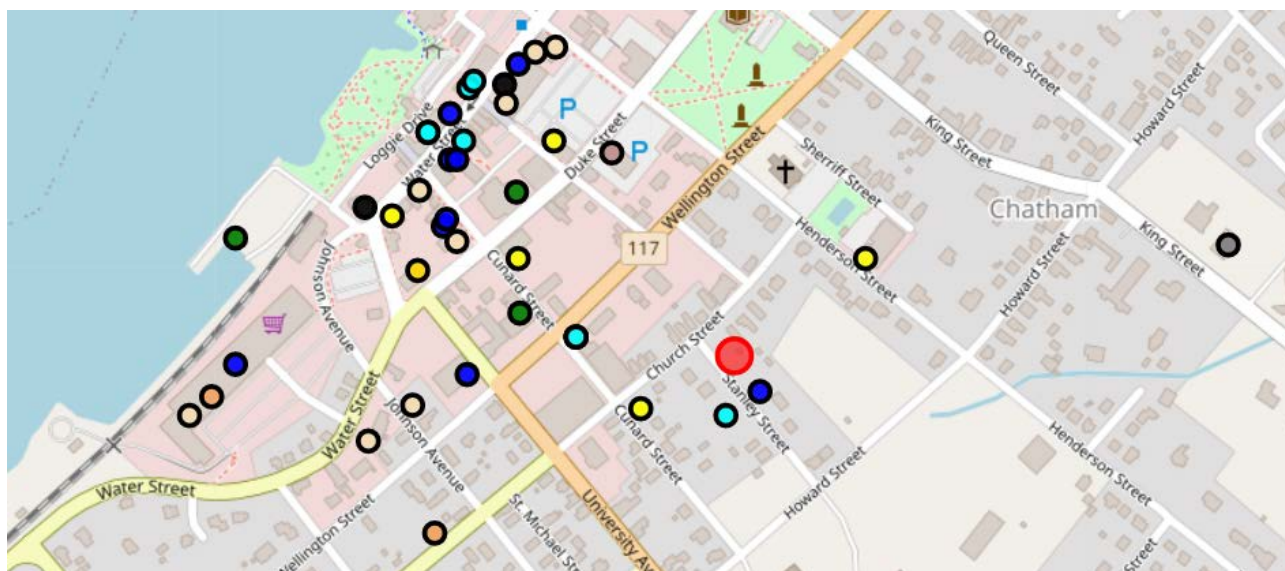 Queen Street
Howard Street
Loggie Drive
P
Water Street
Duke Street
P
King Street
Sherriff Street
Wellington Street
Chatham
King Street
Henderson Street
Johnson Avenue
117
Cunard Street
Howard Street
Church Street
Stanley Street
Water Street
Johnson Avenue
Cunard Street
Henderson Street
Howard Street
Water Street
Wellington Street
St. Michael Street
University Av
Howard Street